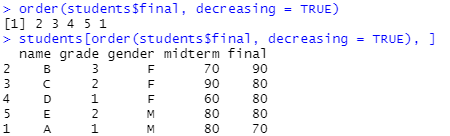 > order(students$final, decreasing = TRUE)
[1] 2 3 4 5 1
> students[order(students$final, decreasing = TRUE), ]
  name grade gender midterm final
2    B     3      F      70    90
3    C     2      F      90    80
4    D     1      F      60    80
5    E     2      M      80    80
1    A     1      M      80    70